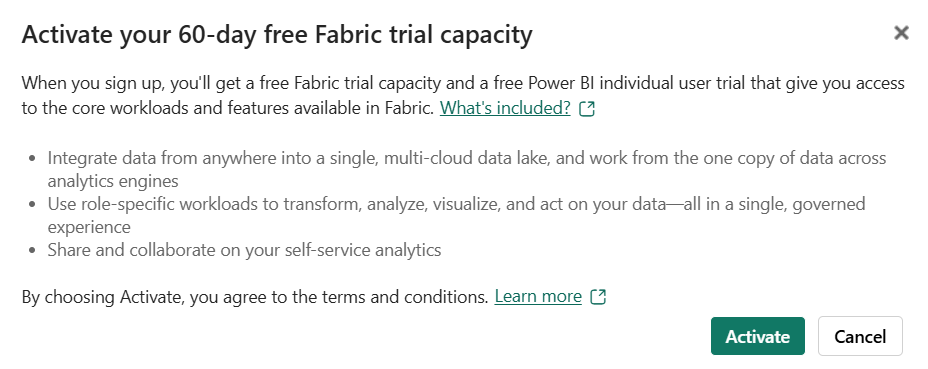 Activate your 60-day free Fabric trial capacity
When you sign up, you'll get a free Fabric trial capacity and a free Power BI individual user trial that give you access
to the core workloads and features available in Fabric. What's included?
• Integrate data from anywhere into a single, multi-cloud data lake, and work from the one copy of data across
analytics engines
• Use role-specific workloads to transform, analyze, visualize, and act on your data—all in a single, governed
experience
• Share and collaborate on your self-service analytics
By choosing Activate, you agree to the terms and conditions. Learn more
Activate Cancel